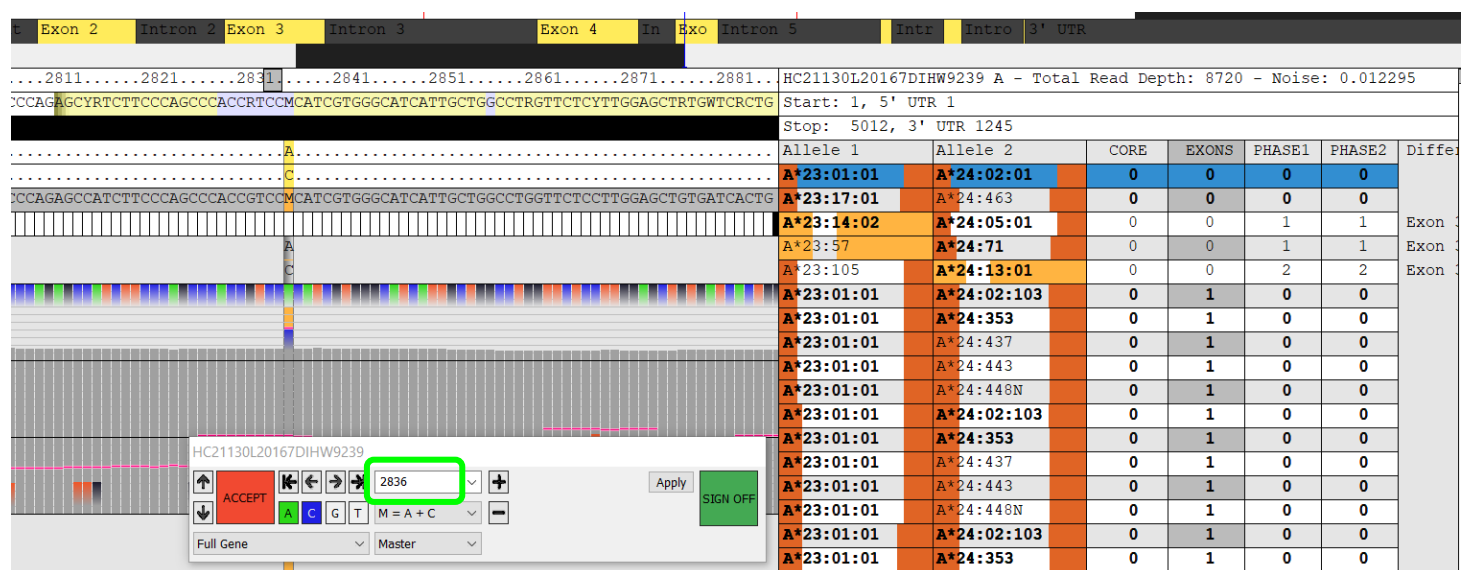 t Exon 2 Intron 2 Exon 3 Intron 3 Exon 4 In Exo Intron 5 Intr Intro 3' UTR
....2811......2821......2831......2841......2851......2861......2871......2881...
HC21130L20167DIHW9239 A - Total Read Depth: 8720 - Noise: 0.012295
CCCAGAGCYRTCTTCCCAGCCCACCRTCCMCATCGTGGGCATCATTGCTGGCCTRGTTCTCYTTGGAGCTRTGWTCRCTG
Start: 1, 5' UTR 1
Stop: 5012, 3' UTR 1245
A
C
CCCAGAGCCATCTTCCCAGCCCACCGTCCMCATCGTGGGCATCATTGCTGGCCTGGTTCTCCTTGGAGCTGTGATCACTG
A
C
Allele 1 Allele 2 CORE EXONS PHASE1 PHASE2 Differ
A*23:01:01 A*24:02:01 0 0 0 0
A*23:17:01 A*24:463 0 0 0 0
A*23:14:02 A*24:05:01 0 0 1 1 Exon 3
A*23:57 A*24:71 0 0 1 1 Exon 3
A*23:105 A*24:13:01 0 0 2 2 Exon 3
A*23:01:01 A*24:02:103 0 1 0 0
A*23:01:01 A*24:353 0 1 0 0
A*23:01:01 A*24:437 0 1 0 0
A*23:01:01 A*24:443 0 1 0 0
A*23:01:01 A*24:448N 0 1 0 0
A*23:01:01 A*24:02:103 0 1 0 0
A*23:01:01 A*24:353 0 1 0 0
A*23:01:01 A*24:437 0 1 0 0
A*23:01:01 A*24:443 0 1 0 0
A*23:01:01 A*24:448N 0 1 0 0
A*23:01:01 A*24:02:103 0 1 0 0
A*23:01:01 A*24:353 0 1 0 0
HC21130L20167DIHW9239
ACCEPT 2836 Apply SIGN OFF
A C G T M = A + C
Full Gene Master